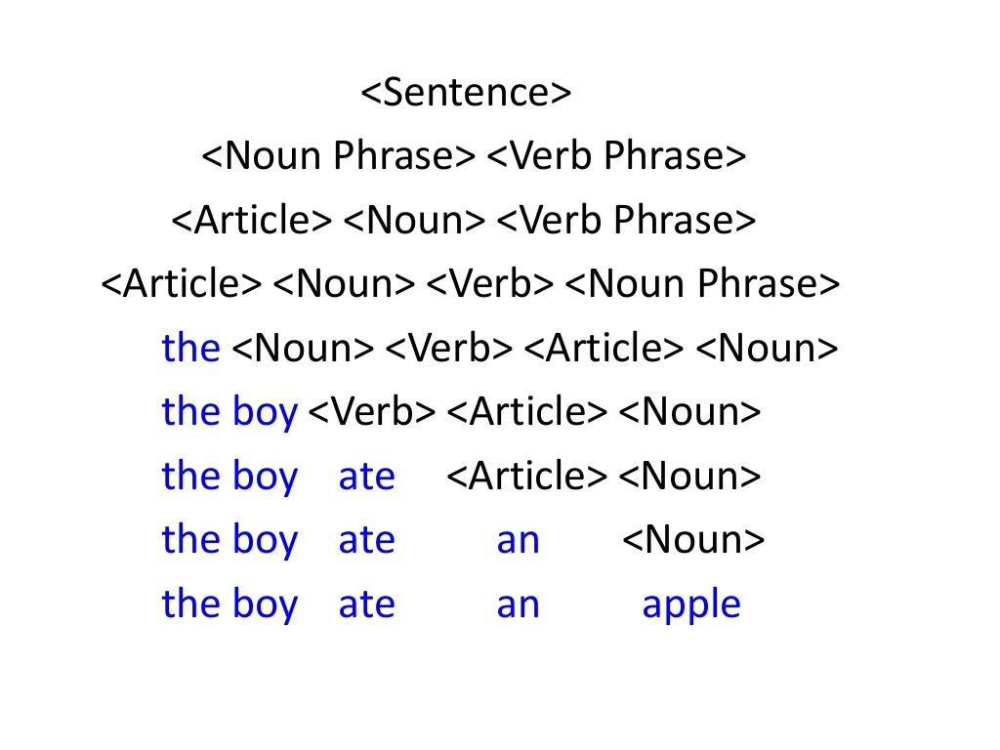 <Sentence>
<Noun Phrase> <Verb Phrase>
<Article> <Noun> <Verb Phrase>
<Article> <Noun> <Verb> <Noun Phrase>
the <Noun> <Verb> <Article> <Noun>
the boy <Verb> <Article> <Noun>
the boy ate <Article> <Noun>
the boy ate an <Noun>
the boy ate an apple